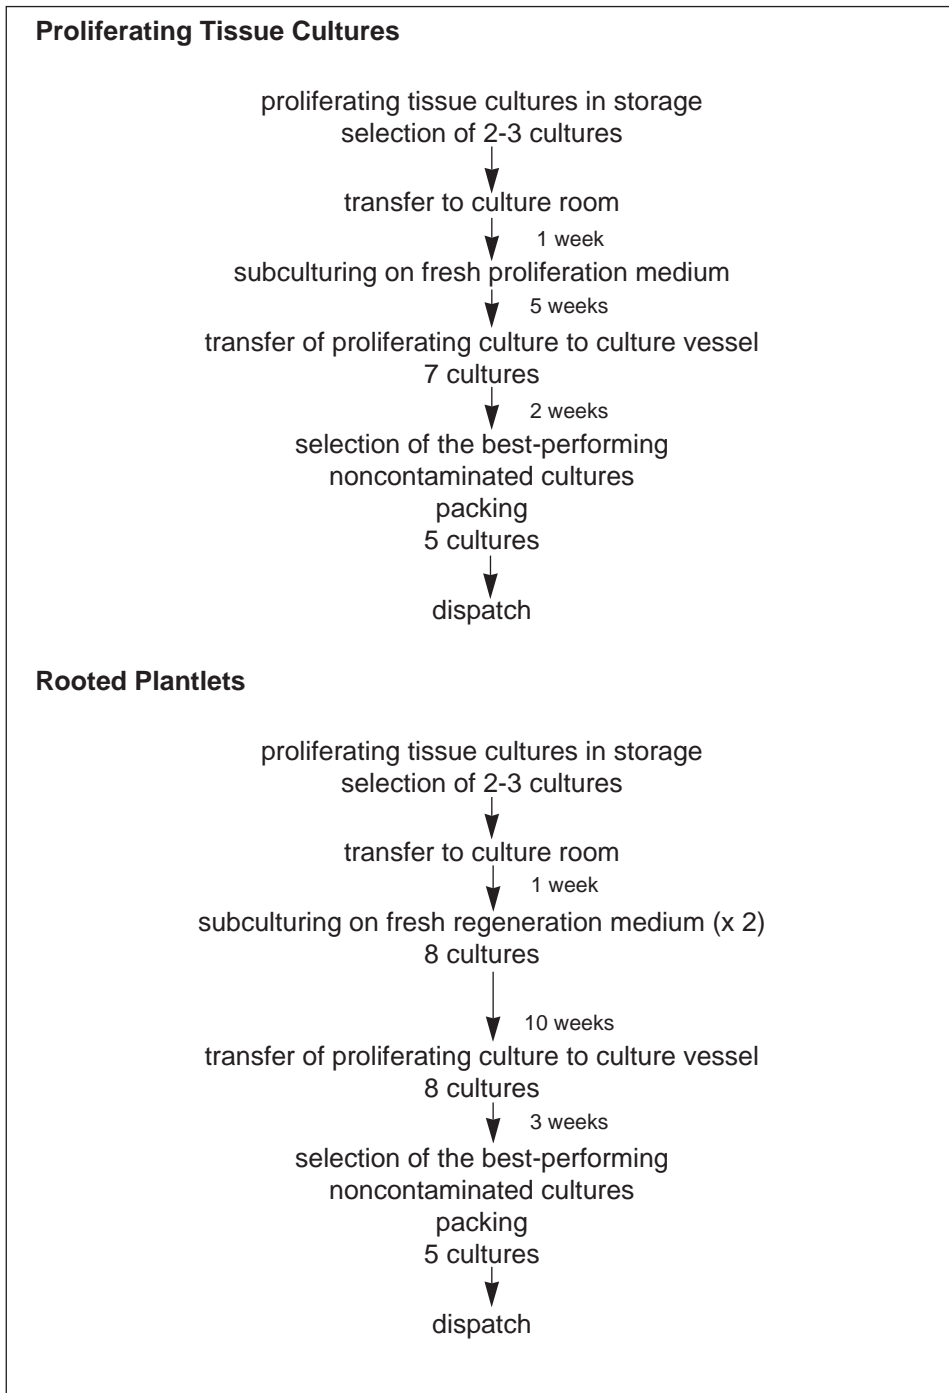 Proliferating Tissue Cultures
proliferating tissue cultures in storage
selection of 2-3 cultures
transfer to culture room
1 week
subculturing on fresh proliferation medium
5 weeks
transfer of proliferating culture to culture vessel
7 cultures
2 weeks
selection of the best-performing
noncontaminated cultures
packing
5 cultures
dispatch
Rooted Plantlets
proliferating tissue cultures in storage
selection of 2-3 cultures
transfer to culture room
1 week
subculturing on fresh regeneration medium (x 2)
8 cultures
10 weeks
transfer of proliferating culture to culture vessel
8 cultures
3 weeks
selection of the best-performing
noncontaminated cultures
packing
5 cultures
dispatch